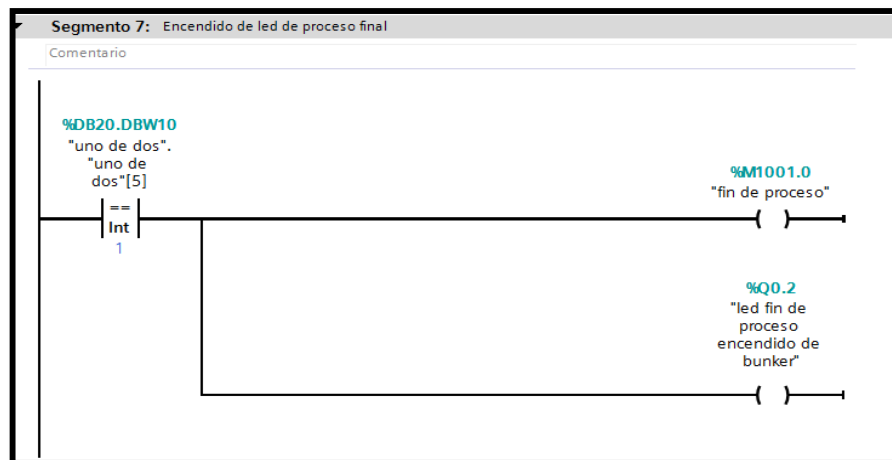 Segmento 7: Encendido de led de proceso final
Comentario
%DB20.DBW10
"uno de dos".
"uno de
dos"[5]
==
Int
1
%M1001.0
"fin de proceso"
%Q0.2
"led fin de
proceso
encendido de
bunker"